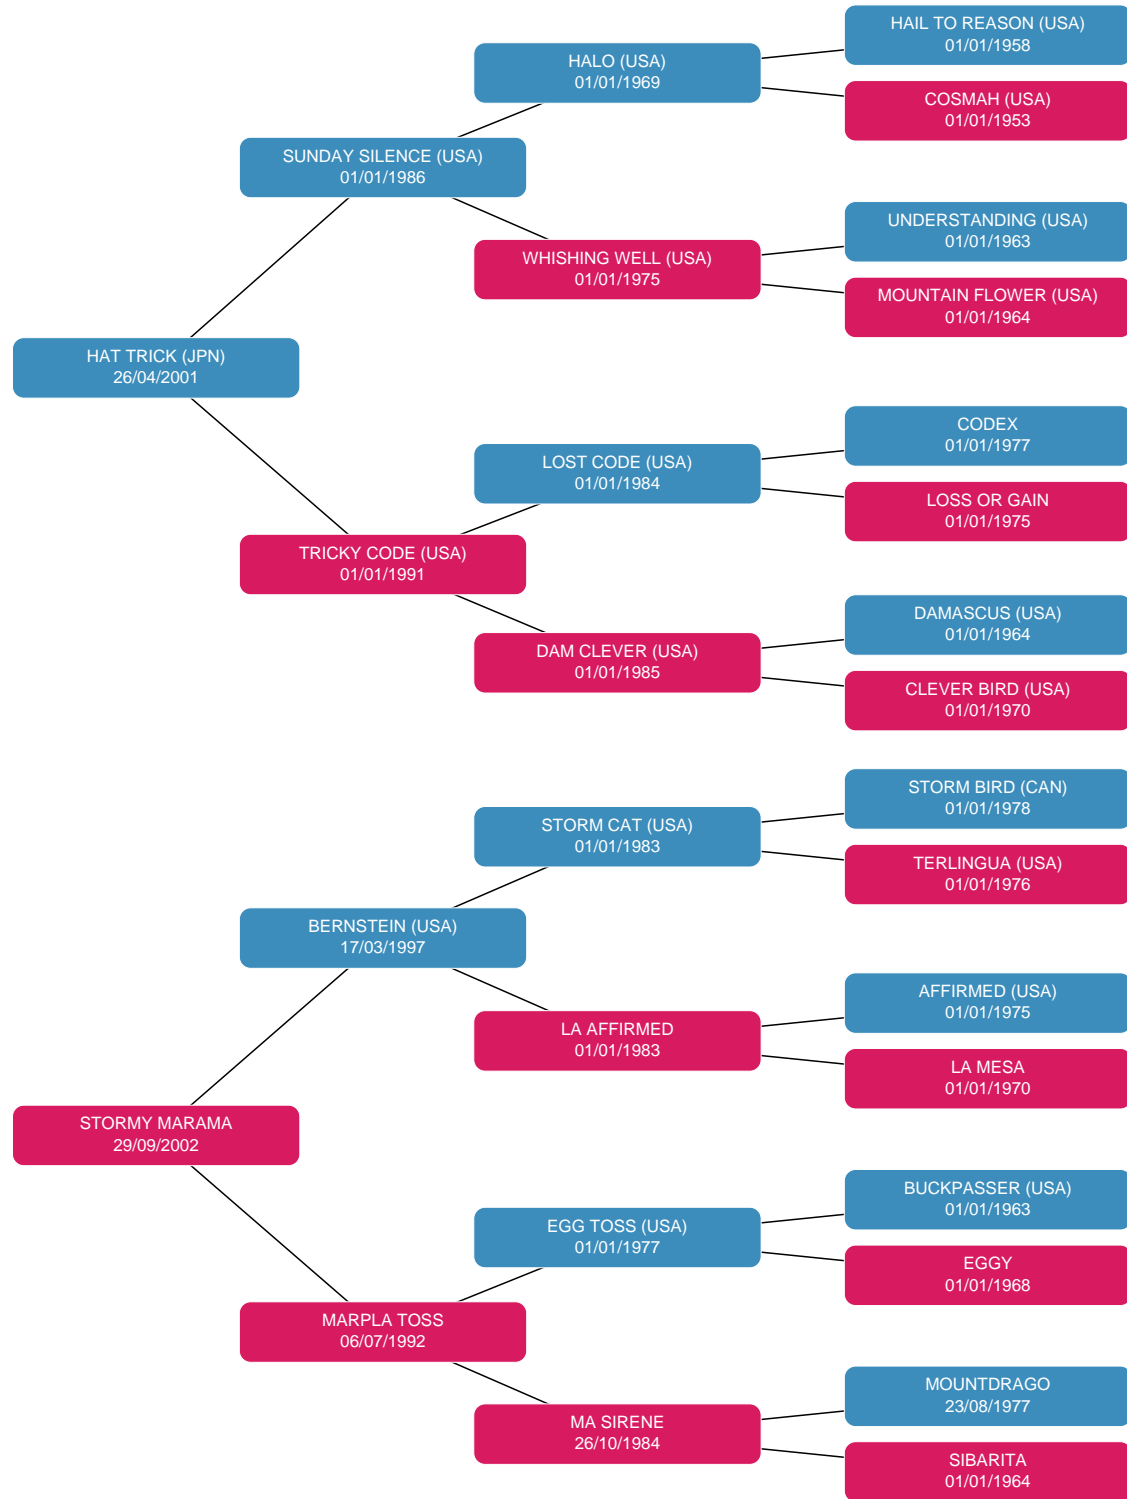 HAIL TO REASON (USA)
01/01/1958
HALO (USA)
01/01/1969
COSMAH (USA)
01/01/1953
SUNDAY SILENCE (USA)
01/01/1986
UNDERSTANDING (USA)
01/01/1963
WHISHING WELL (USA)
01/01/1975
MOUNTAIN FLOWER (USA)
01/01/1964
HAT TRICK (JPN)
26/04/2001
CODEX
01/01/1977
LOST CODE (USA)
01/01/1984
LOSS OR GAIN
01/01/1975
TRICKY CODE (USA)
01/01/1991
DAMASCUS (USA)
01/01/1964
DAM CLEVER (USA)
01/01/1985
CLEVER BIRD (USA)
01/01/1970
STORM BIRD (CAN)
01/01/1978
STORM CAT (USA)
01/01/1983
TERLINGUA (USA)
01/01/1976
BERNSTEIN (USA)
17/03/1997
AFFIRMED (USA)
01/01/1975
LA AFFIRMED
01/01/1983
LA MESA
01/01/1970
STORMY MARAMA
29/09/2002
BUCKPASSER (USA)
01/01/1963
EGG TOSS (USA)
01/01/1977
EGGY
01/01/1968
MARPLA TOSS
06/07/1992
MOUNTDRAGO
23/08/1977
MA SIRENE
26/10/1984
SIBARITA
01/01/1964